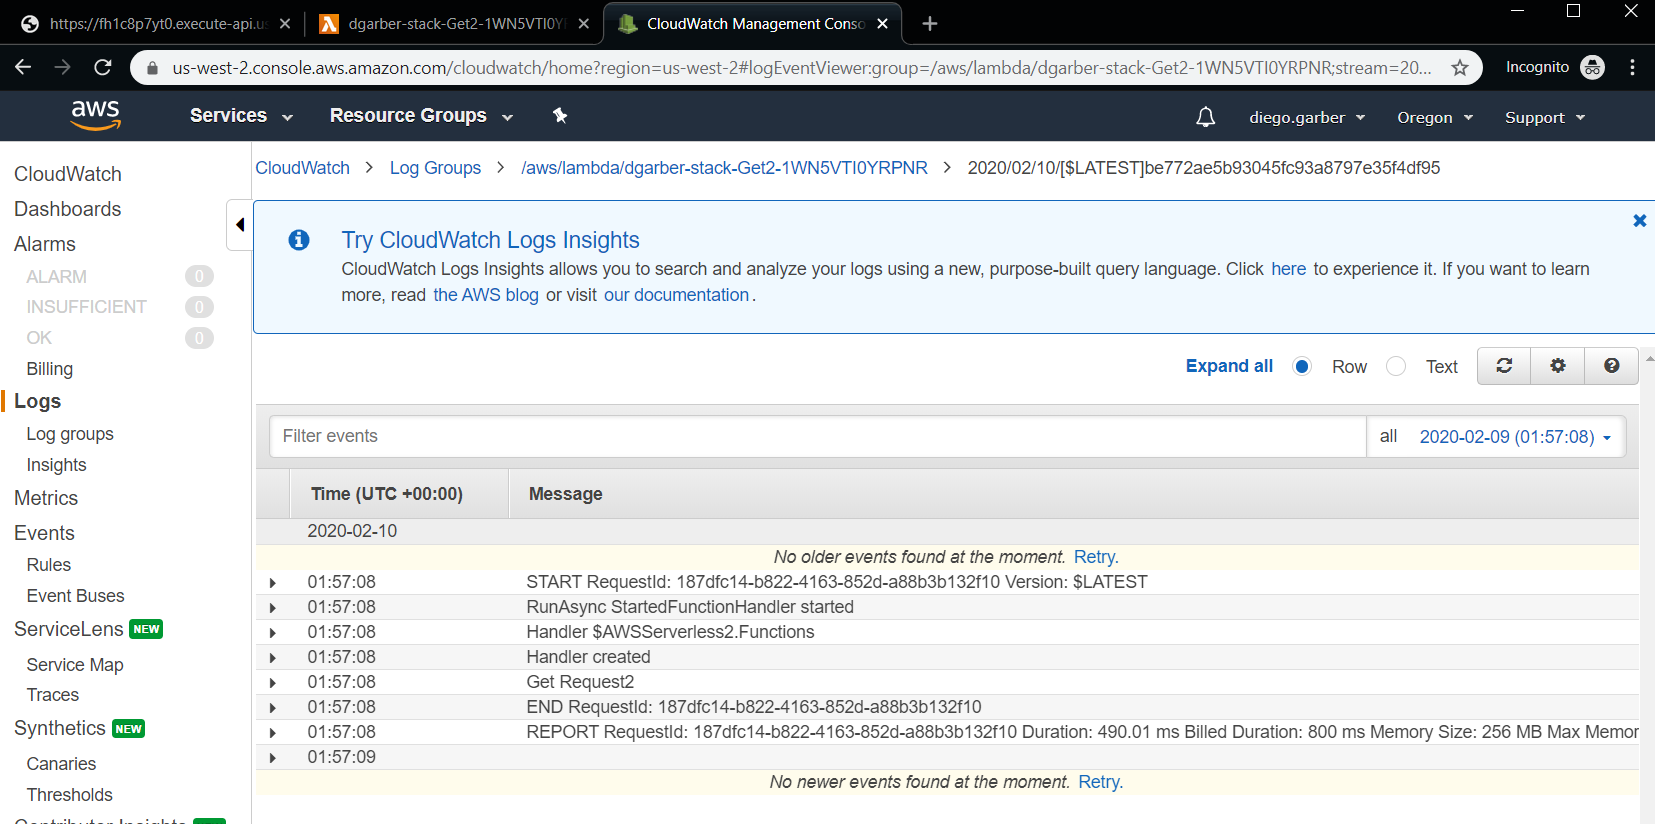 https://fh1c8p7yt0.execute-api.us
dgarber-stack-Get2-1WN5VTI0Y
CloudWatch Management Conso
us-west-2.console.aws.amazon.com/cloudwatch/home?region=us-west-2#logEventViewer:group=/aws/lambda/dgarber-stack-Get2-1WN5VTI0YRPNR;stream=20...
Incognito
aws
Services
Resource Groups
diego.garber
Oregon
Support
CloudWatch
Dashboards
Alarms
ALARM 0
INSUFFICIENT 0
OK 0
Billing
Logs
Log groups
Insights
Metrics
Events
Rules
Event Buses
ServiceLens NEW
Service Map
Traces
Synthetics NEW
Canaries
Thresholds
Contributor Insights
CloudWatch > Log Groups > /aws/lambda/dgarber-stack-Get2-1WN5VTI0YRPNR > 2020/02/10/[$LATEST]be772ae5b93045fc93a8797e35f4df95
Try CloudWatch Logs Insights
CloudWatch Logs Insights allows you to search and analyze your logs using a new, purpose-built query language. Click here to experience it. If you want to learn
more, read the AWS blog or visit our documentation.
Expand all Row Text
Filter events
all 2020-02-09 (01:57:08)
Time (UTC +00:00) Message
2020-02-10
No older events found at the moment. Retry.
01:57:08 START RequestId: 187dfc14-b822-4163-852d-a88b3b132f10 Version: $LATEST
01:57:08 RunAsync StartedFunctionHandler started
01:57:08 Handler $AWSServerless2.Functions
01:57:08 Handler created
01:57:08 Get Request2
01:57:08 END RequestId: 187dfc14-b822-4163-852d-a88b3b132f10
01:57:08 REPORT RequestId: 187dfc14-b822-4163-852d-a88b3b132f10 Duration: 490.01 ms Billed Duration: 800 ms Memory Size: 256 MB Max Memor
01:57:09
No newer events found at the moment. Retry.